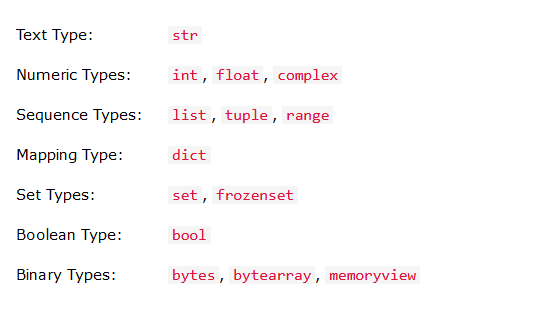 Text Type: str
Numeric Types: int, float, complex
Sequence Types: list, tuple, range
Mapping Type: dict
Set Types: set, frozenset
Boolean Type: bool
Binary Types: bytes, bytearray, memoryview